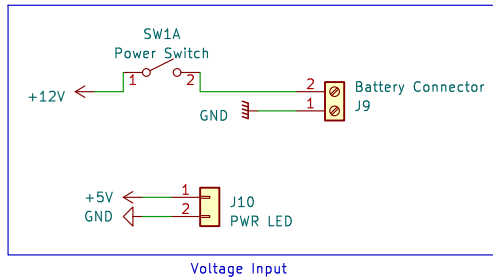 SW1A
Power Switch
1
2
+12V
2
Battery Connector
GND
1
J9
+5V
1
J10
GND
2
PWR LED
Voltage Input